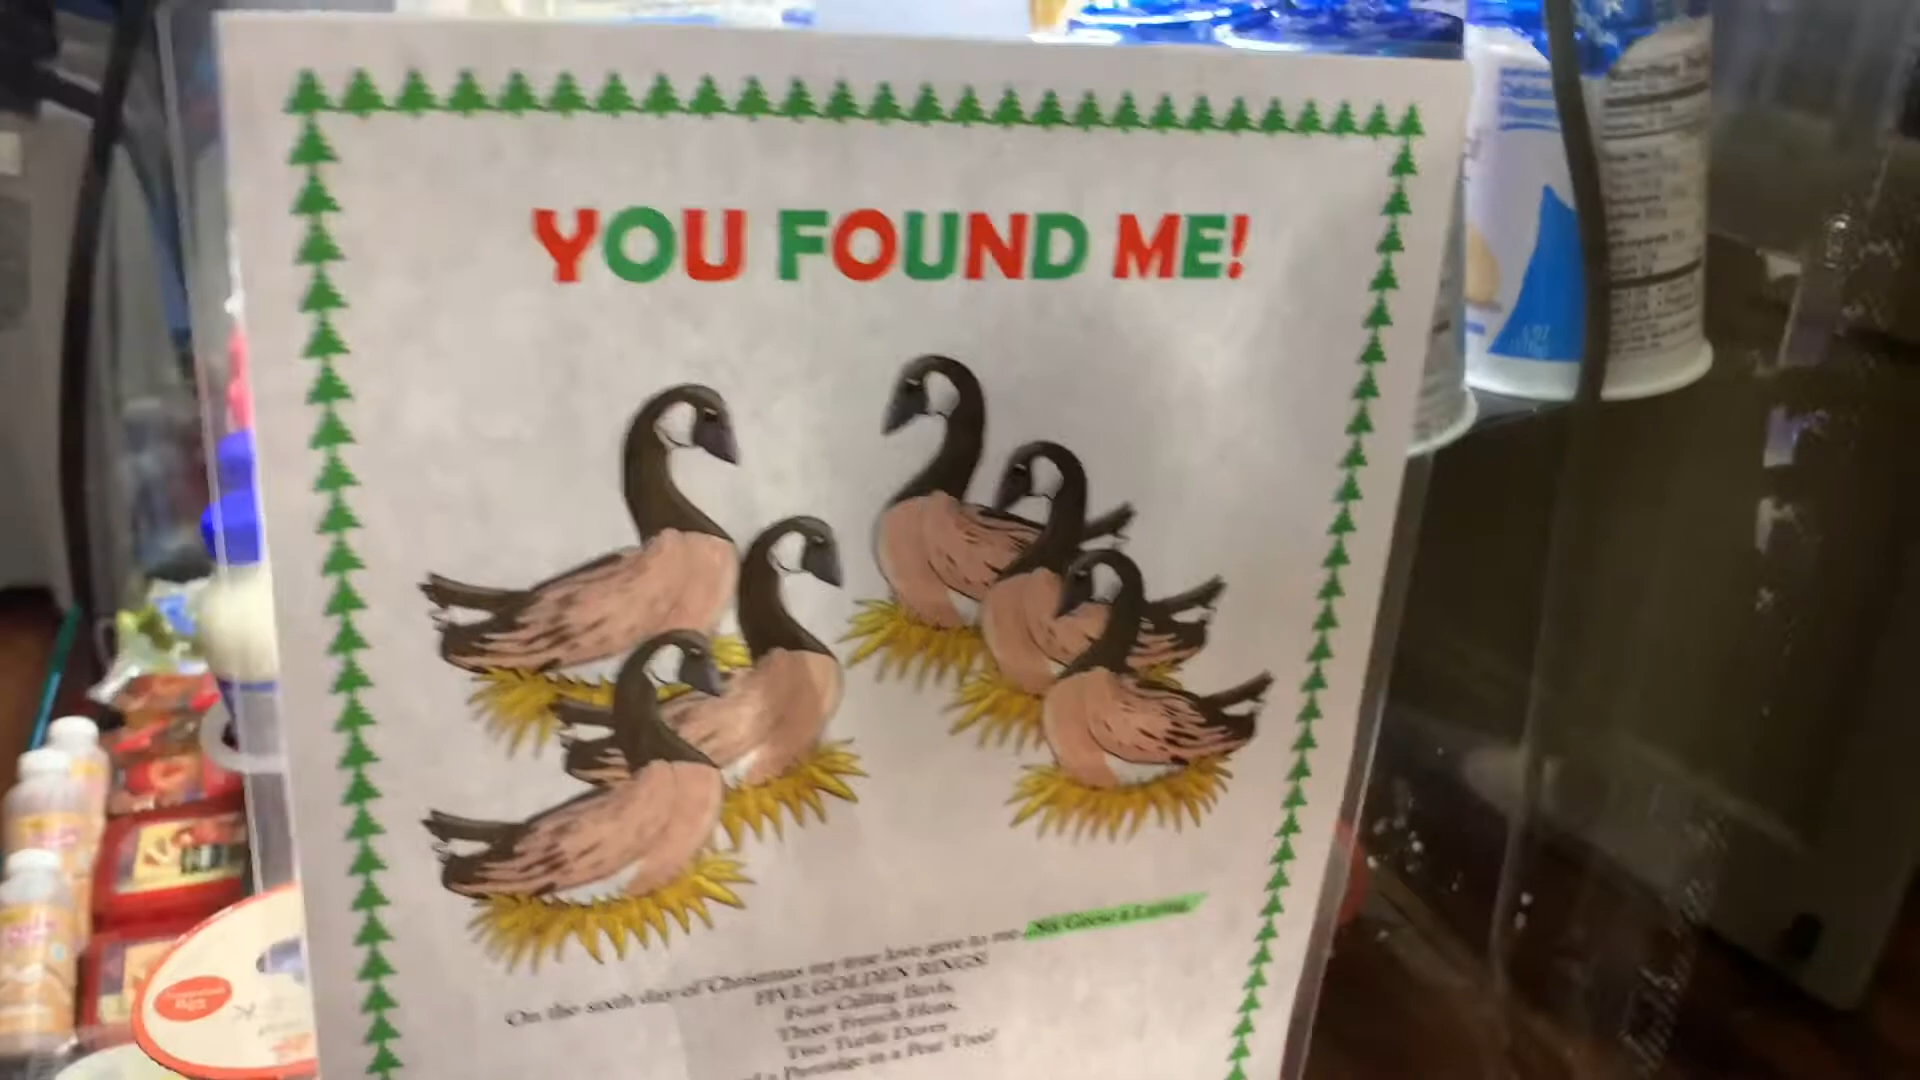 YOU FOUND ME!
On the sixth day of Christmas my true love gave to me...Six Geese a Laying,
FIVE GOLDEN RINGS!
Four Calling Birds,
Three French Hens,
Two Turtle Doves
a Partridge in a Pear Tree!